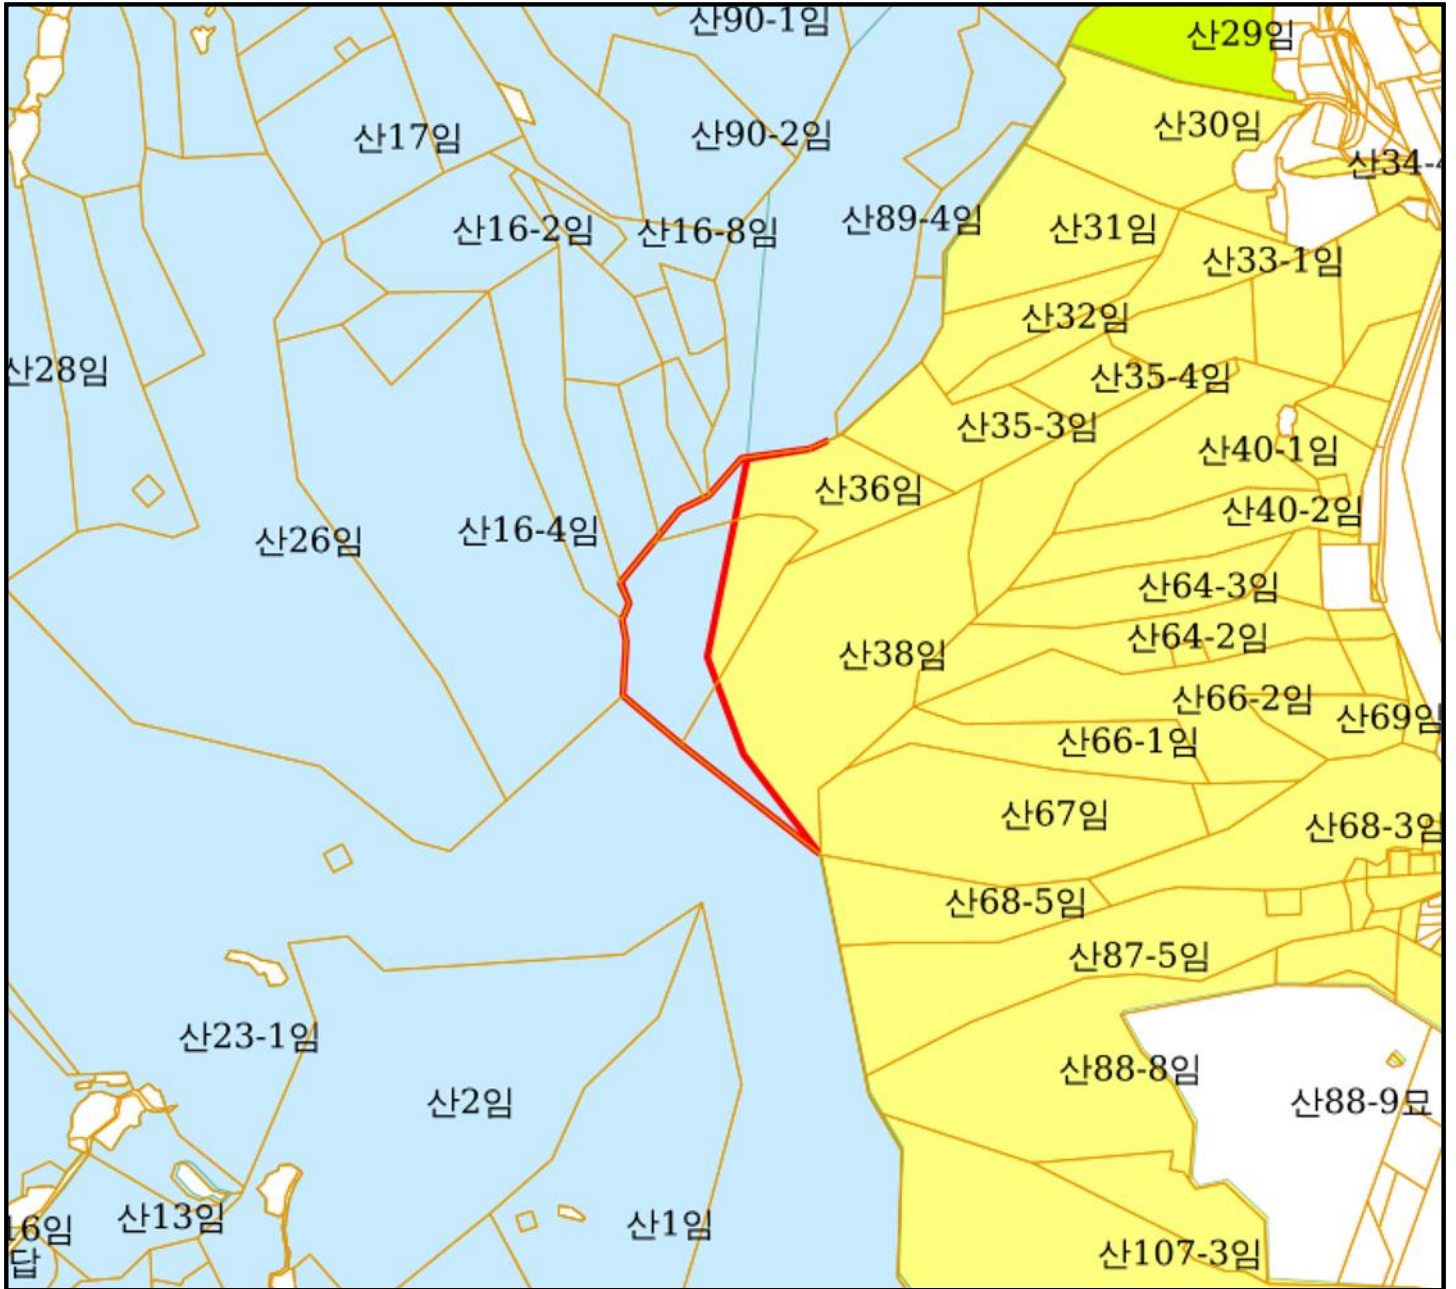 산90-1임
산29임
산17임
산90-2임
산30임
산34-4
산16-2임
산16-8임
산89-4임
산31임
산33-1임
산32임
산28임
산35-4임
산35-3임
산40-1임
산36임
산40-2임
산26임
산16-4임
산64-3임
산64-2임
산38임
산66-2임
산69임
산66-1임
산67임
산68-3임
산68-5임
산87-5임
산23-1임
산88-8임
산2임
산88-9묘
산13임
16임
산1임
답
산107-3임